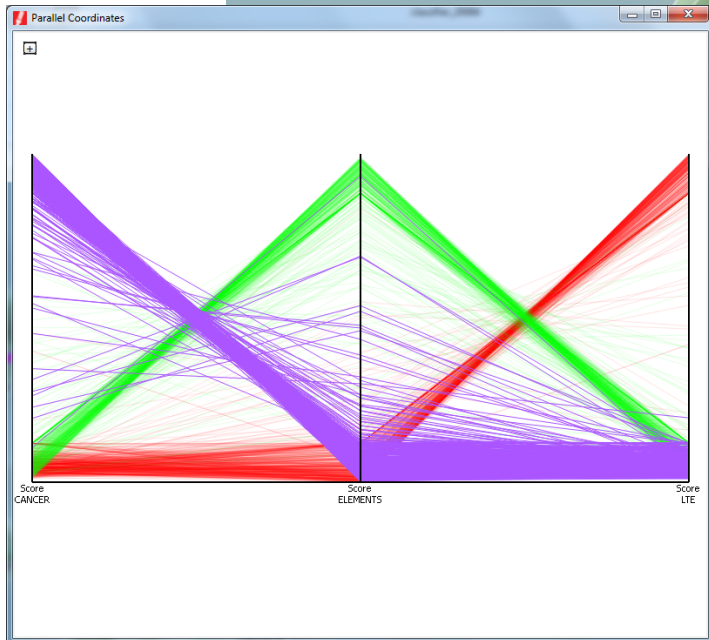 Parallel Coordinates
Score
CANCER
Score
ELEMENTS
Score
LTE